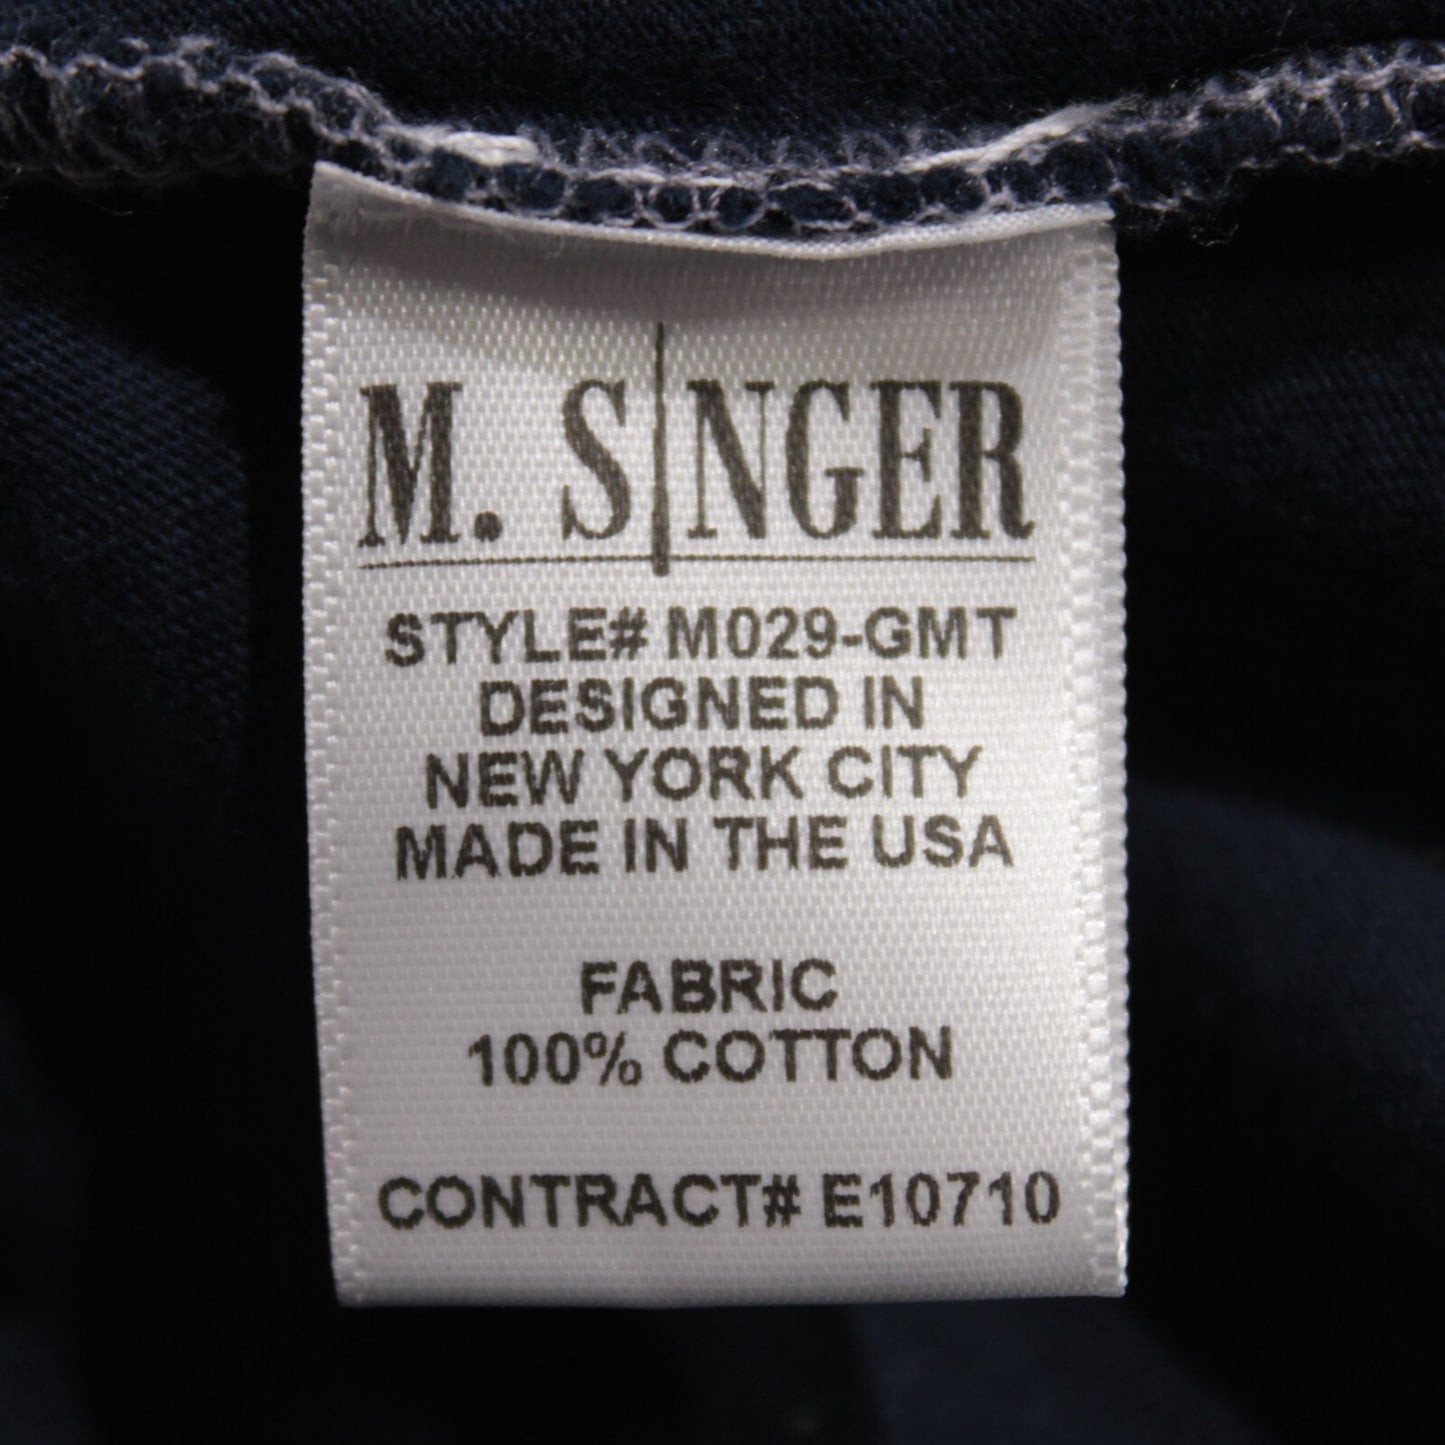 M. SINGER
STYLE# M029-GMT
DESIGNED IN
NEW YORK CITY
MADE IN THE USA
FABRIC
100% COTTON
CONTRACT# E10710